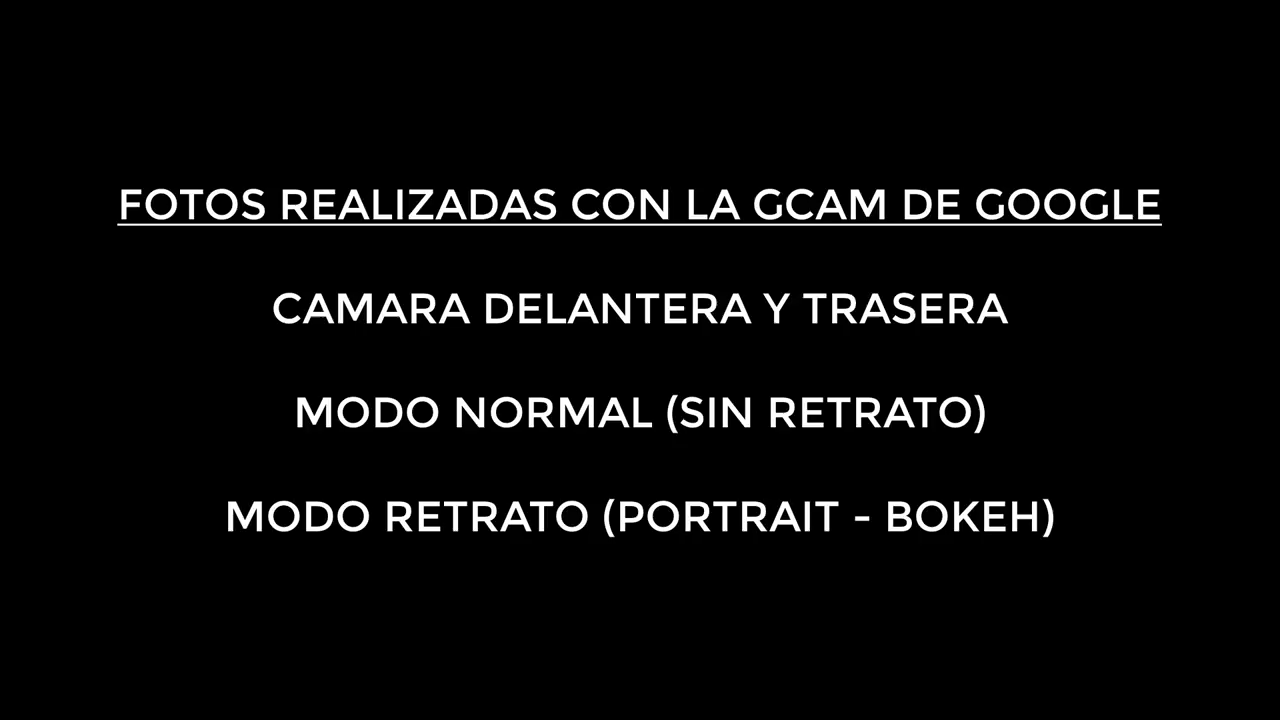 FOTOS REALIZADAS CON LA GCAM DE GOOGLE
CAMARA DELANTERA Y TRASERA
MODO NORMAL (SIN RETRATO)
MODO RETRATO (PORTRAIT - BOKEH)